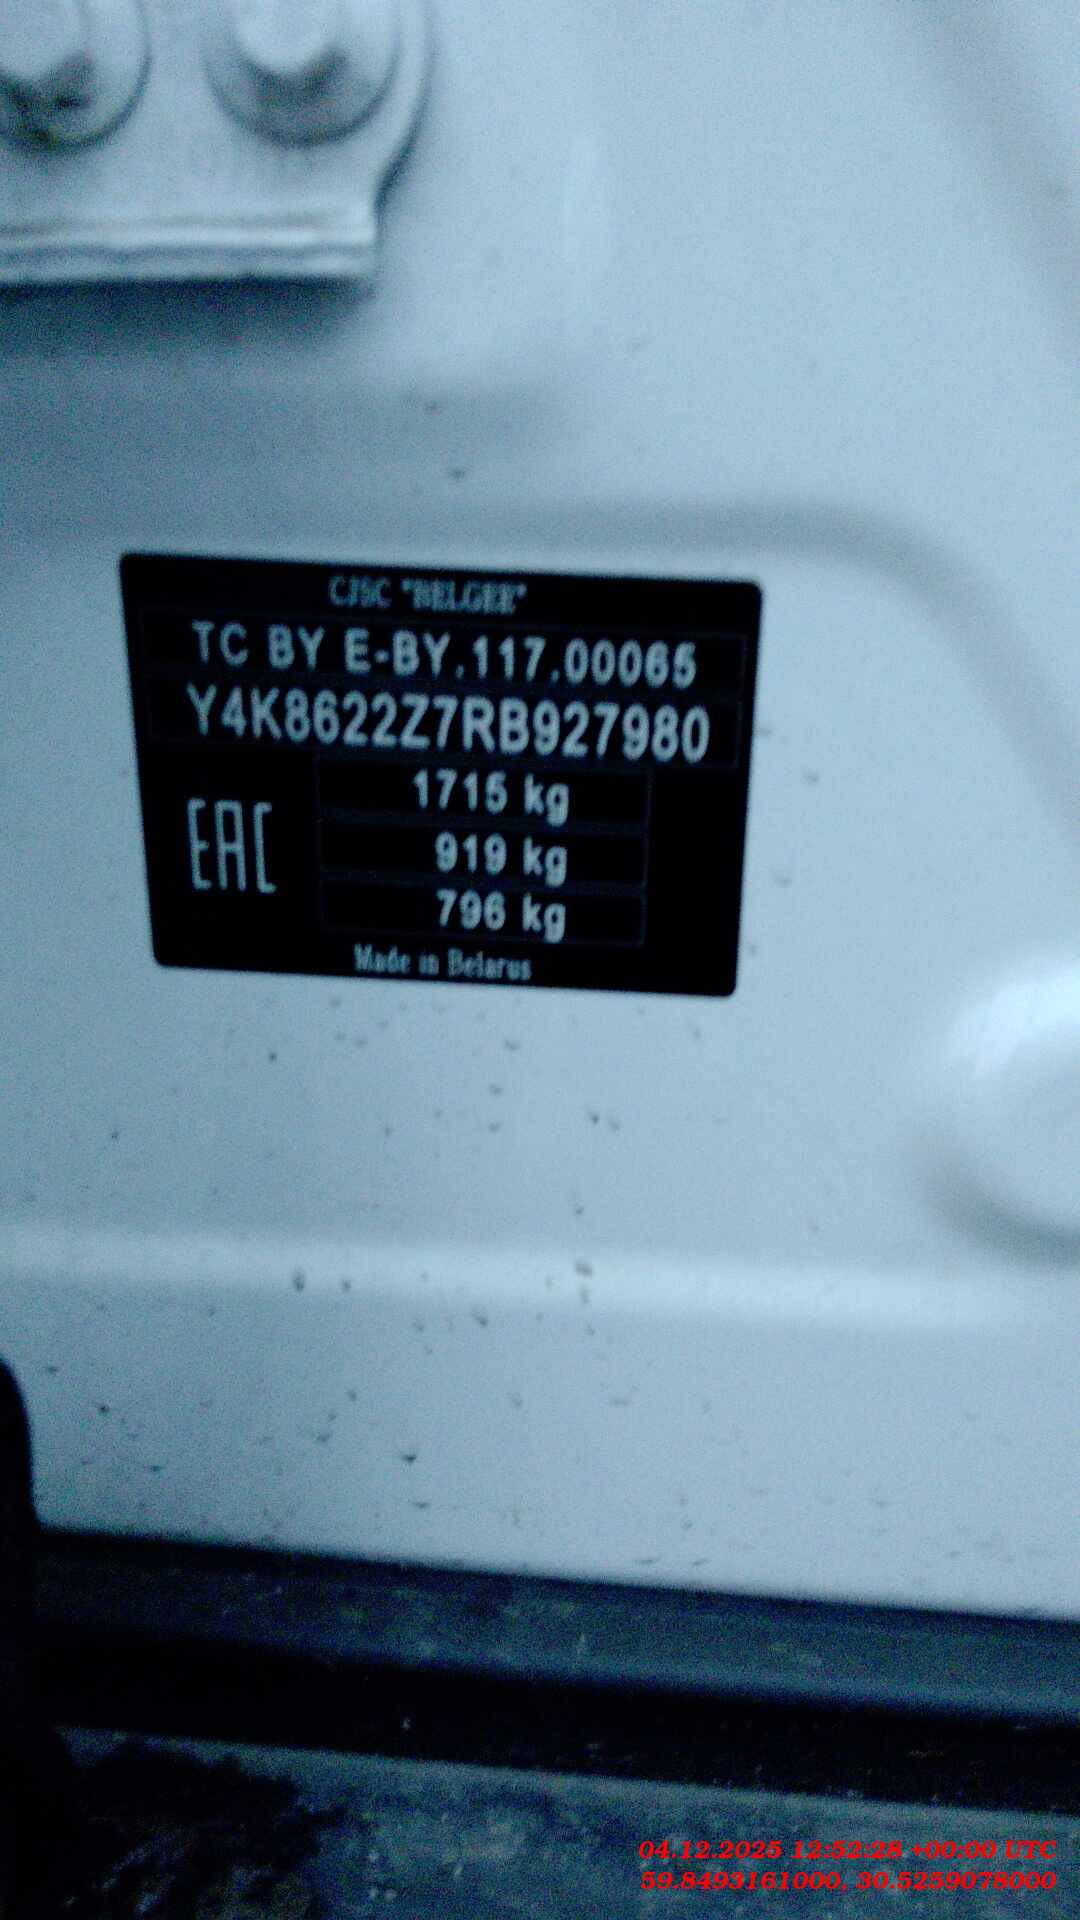 CJSC "BELGEE"
TC BY E-BY.117.00065
Y4K8622Z7RB927980
1715 kg
919 kg
EAC
796 kg
Made in Belarus
04.12.2025 12:52:28 +00:00 UTC
59.8493161000, 30.5259078000